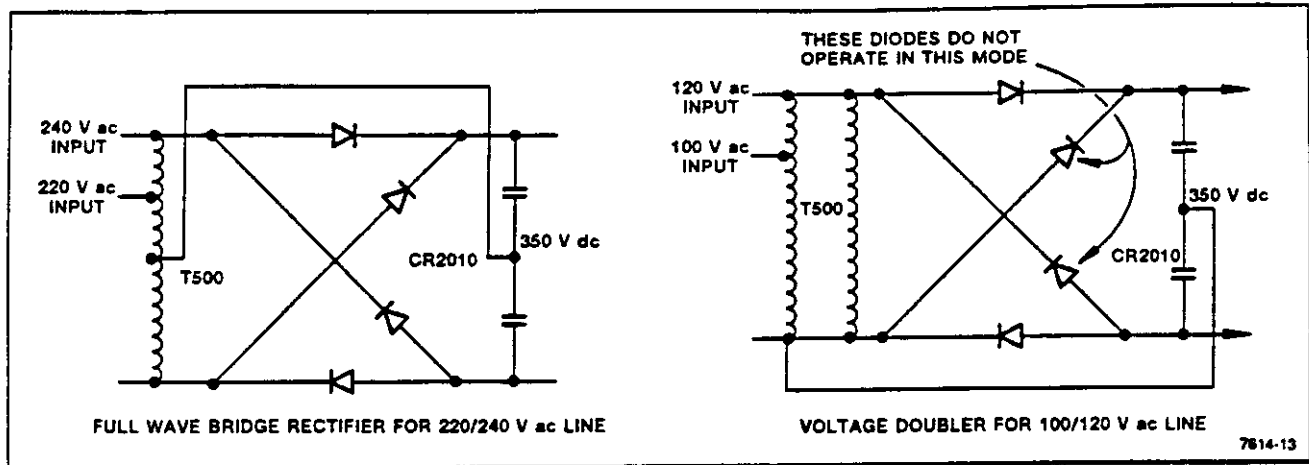 240 V ac
INPUT
220 V ac
INPUT
T500
CR2010
350 V dc
FULL WAVE BRIDGE RECTIFIER FOR 220/240 V ac LINE
THESE DIODES DO NOT
OPERATE IN THIS MODE
120 V ac
INPUT
100 V ac
INPUT
T500
350 V dc
CR2010
VOLTAGE DOUBLER FOR 100/120 V ac LINE
7614-13